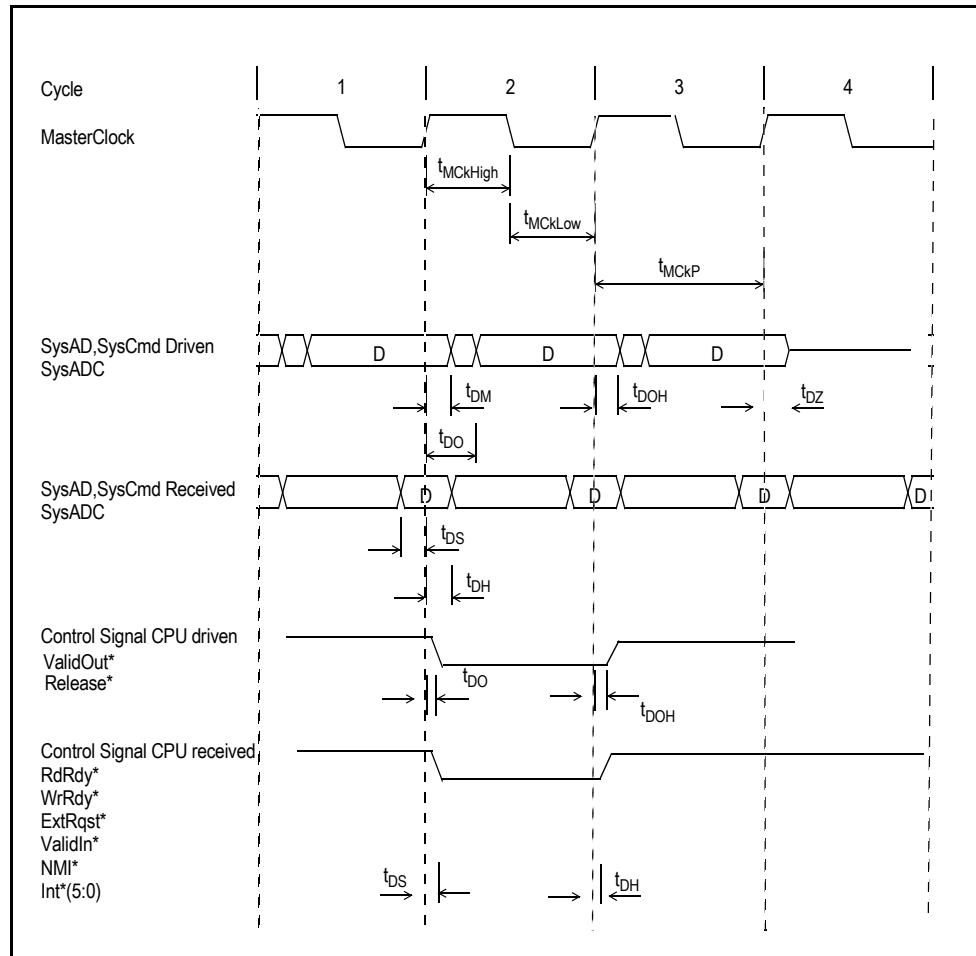 Cycle 1 2 3 4
MasterClock
tMCkHigh
tMCkLow
tMCkP
SysAD,SysCmd Driven
SysADC
D D D
tDM tDOH tDZ
tDO
SysAD,SysCmd Received
SysADC
D D D D
tDS
tDH
Control Signal CPU driven
ValidOut*
Release*
tDO
tDOH
Control Signal CPU received
RdRdy*
WrRdy*
ExtRqst*
ValidIn*
NMI*
Int*(5:0)
tDS tDH